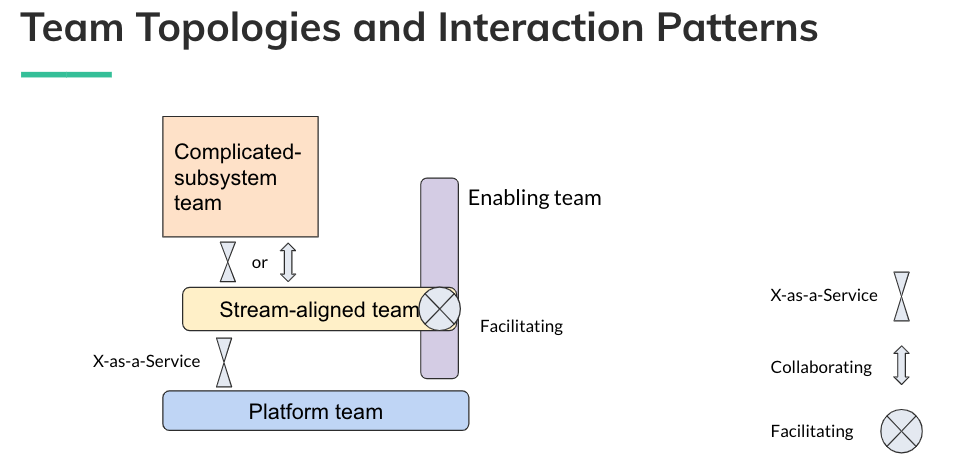 Team Topologies and Interaction Patterns
Complicated-
subsystem
team
Enabling team
or
Stream-aligned team
Facilitating
X-as-a-Service
Platform team
X-as-a-Service
Collaborating
Facilitating